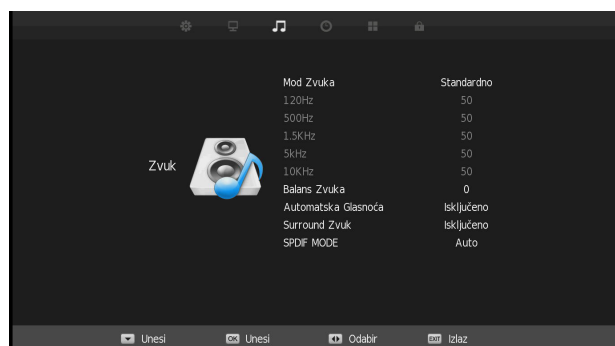 Mod Zvuka Standardno
120Hz 50
500Hz 50
1.5KHz 50
5kHz 50
10KHz 50
Zvuk
Balans Zvuka 0
Automatska Glasnoća Isključeno
Surround Zvuk Isključeno
SPDIF MODE Auto
Unesi OK Unesi Odabir EXIT Izlaz